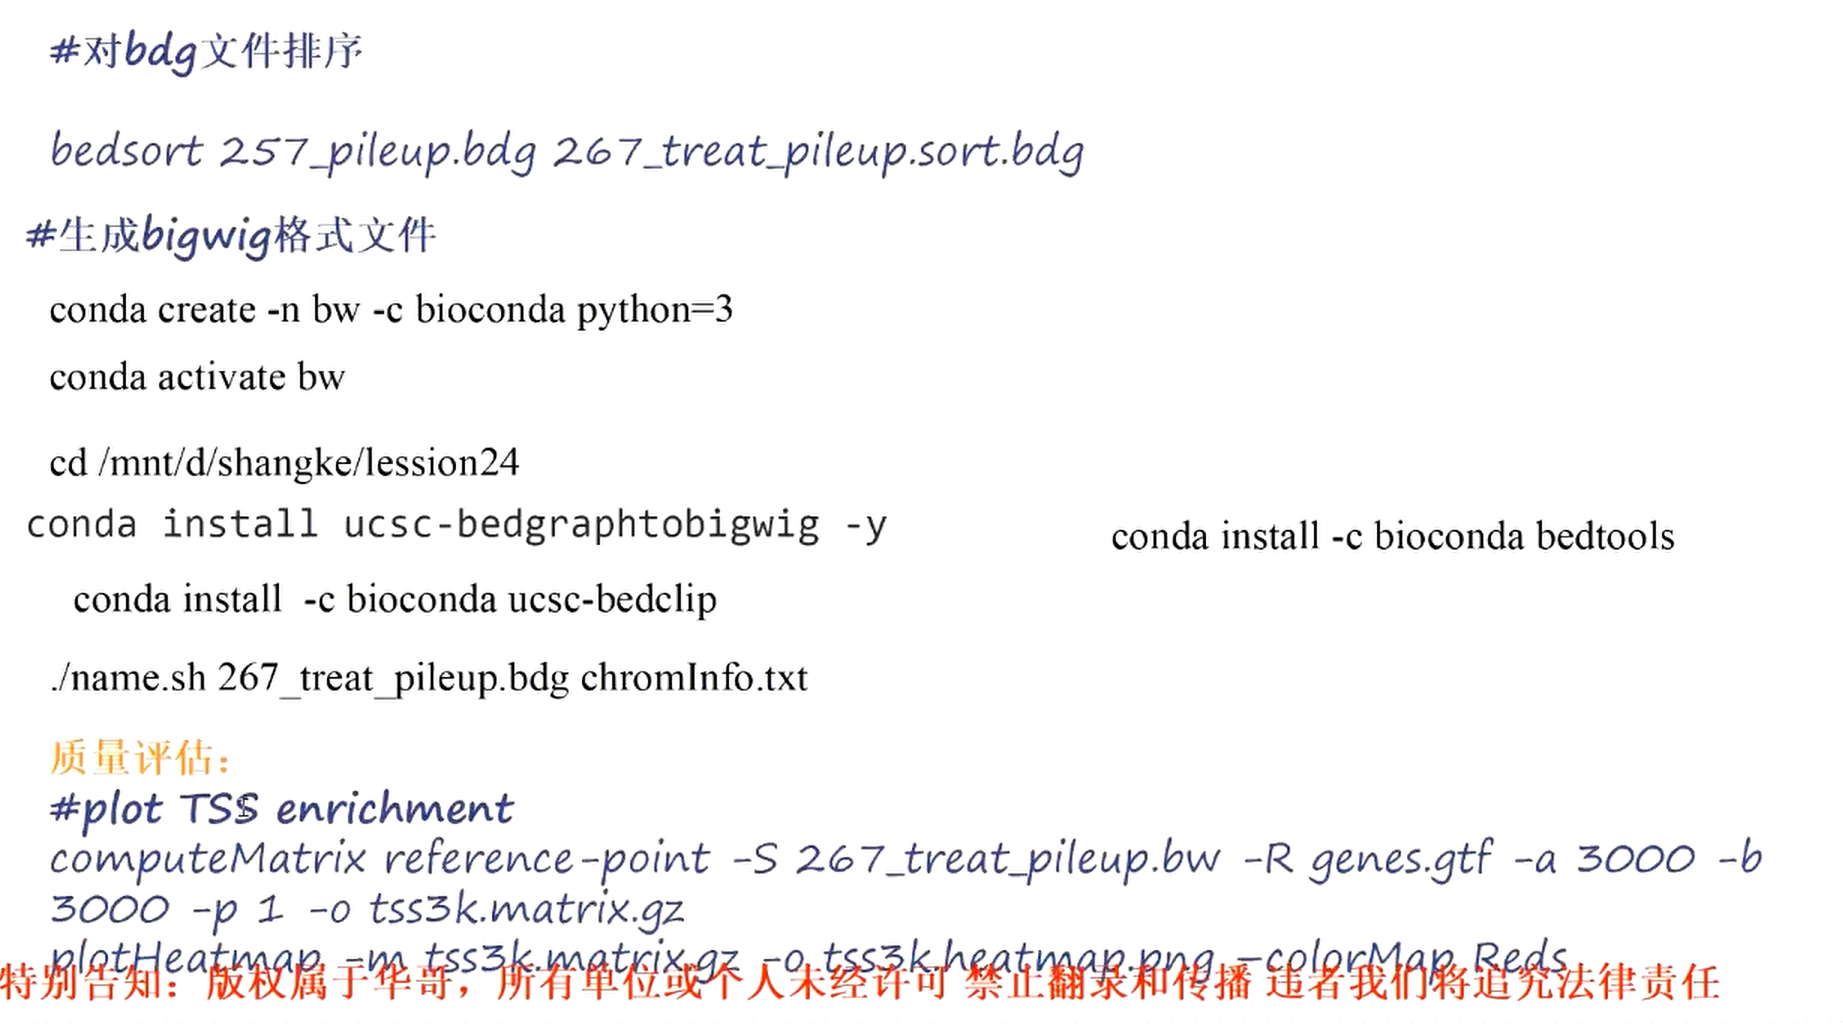 #对bdg文件排序
bedsort 257_pileup.bdg 267_treat_pileup.sort.bdg
#生成bigwig格式文件
conda create -n bw -c bioconda python=3
conda activate bw
cd /mnt/d/shangke/lession24
conda install ucsc-bedgraphtobigwig -y
conda install -c bioconda bedtools
conda install  -c bioconda ucsc-bedclip
./name.sh 267_treat_pileup.bdg chromInfo.txt
质量评估：
#plot TSS enrichment
computeMatrix reference-point -S 267_treat_pileup.bw -R genes.gtf -a 3000 -b
3000 -p 1 -o tss3k.matrix.gz
plotHeatmap -m tss3k.matrix.gz -o tss3k.heatmap.png –colorMap Reds
特别告知：版权属于华哥，所有单位或个人未经许可 禁止翻录和传播 违者我们将追究法律责任